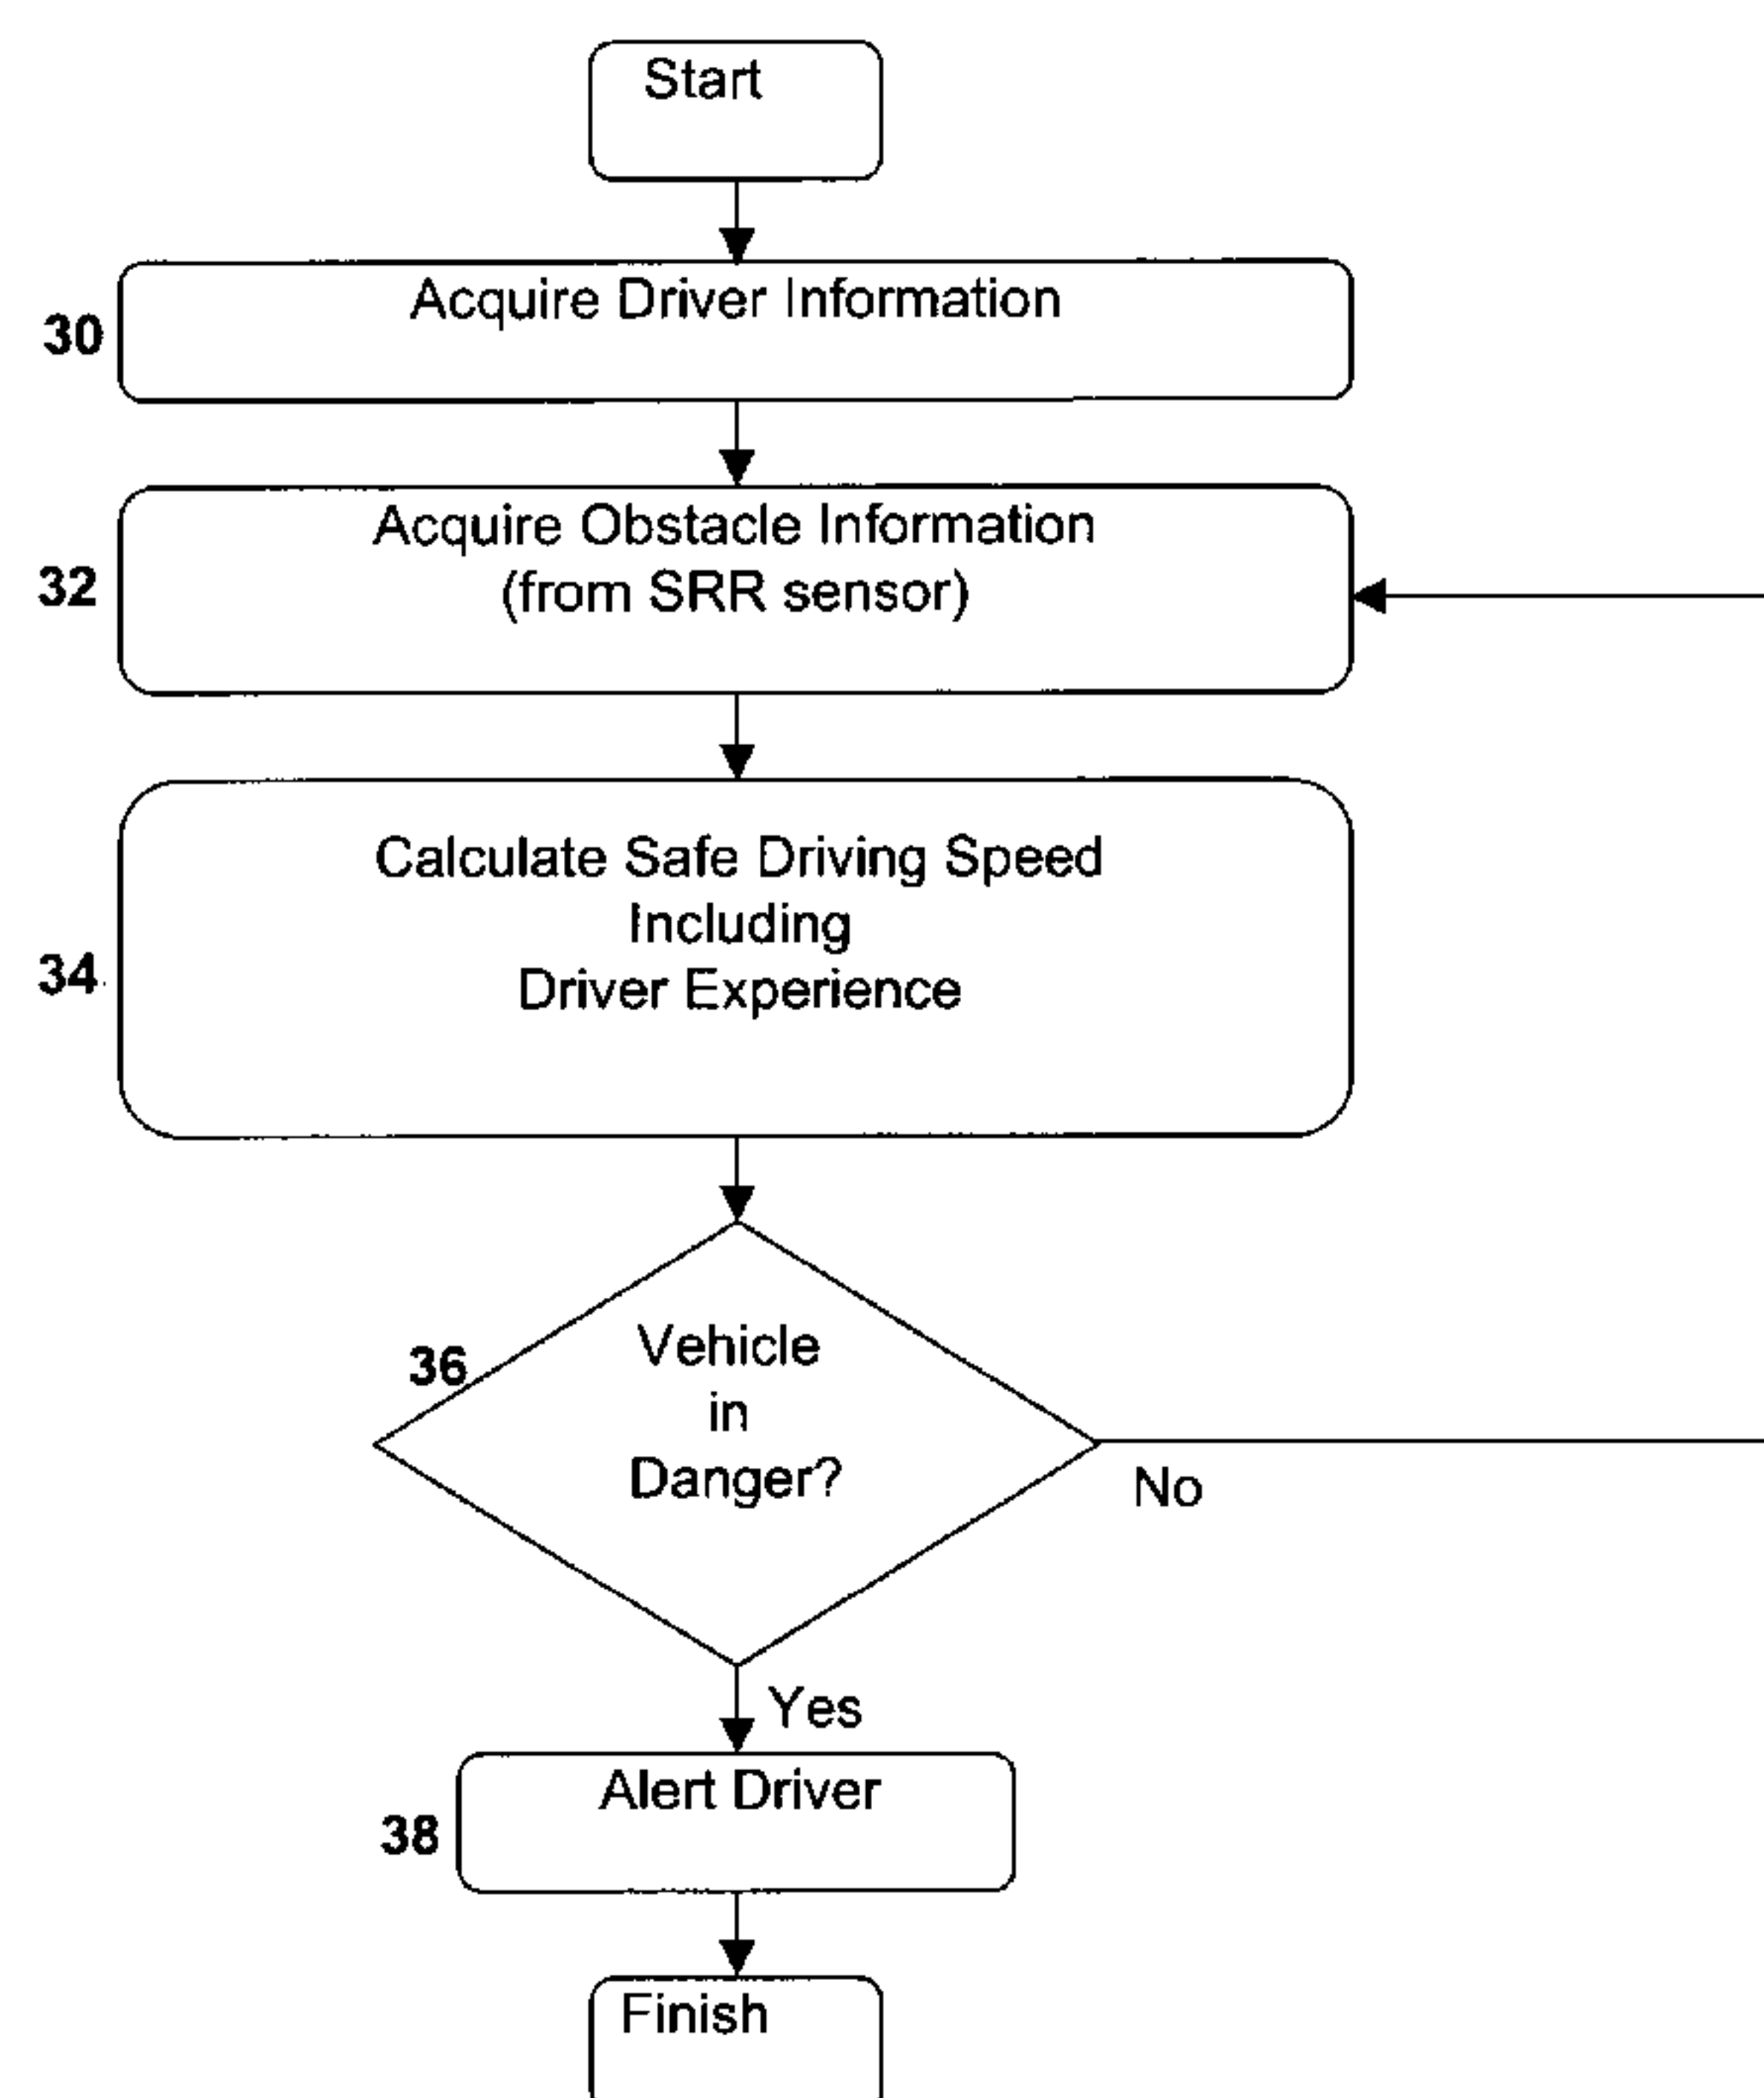 Start
Acquire Driver Information
30
Acquire Obstacle Information
(from SRR sensor)
32
Calculate Safe Driving Speed
Including
Driver Experience
34
36
Vehicle
in
Danger?
No
Yes
Alert Driver
38
Finish